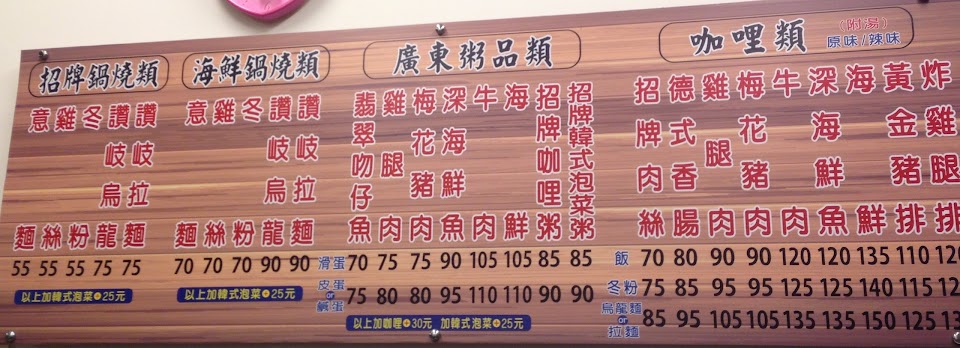 招牌鍋燒類
意麵
雞絲
冬粉
讚岐烏龍
讚岐拉麵
55 55 55 75 75
以上加韓式泡菜+25元
海鮮鍋燒類
意麵
雞絲
冬粉
讚岐烏龍
讚岐拉麵
70 70 70 90 90
以上加韓式泡菜+25元
廣東粥品類
翡翠吻仔魚
雞腿肉
梅花豬肉
深海鮮魚
牛肉
海鮮
招牌咖哩粥
招牌韓式泡菜粥
滑蛋 70 75 75 90 105 105 85 85
皮蛋or鹹蛋 75 80 80 95 110 110 90 90
以上加咖哩+30元 加韓式泡菜+25元
咖哩類
(附湯)
原味/辣味
招牌肉絲
德式香腸
雞腿肉
梅花豬肉
牛肉
深海鮮魚
海鮮
黃金豬排
炸雞腿排
飯 70 80 90 90 120 120 135 110
冬粉 75 85 95 95 125 125 140 115
烏龍麵or拉麵 85 95 105 105 135 135 150 125